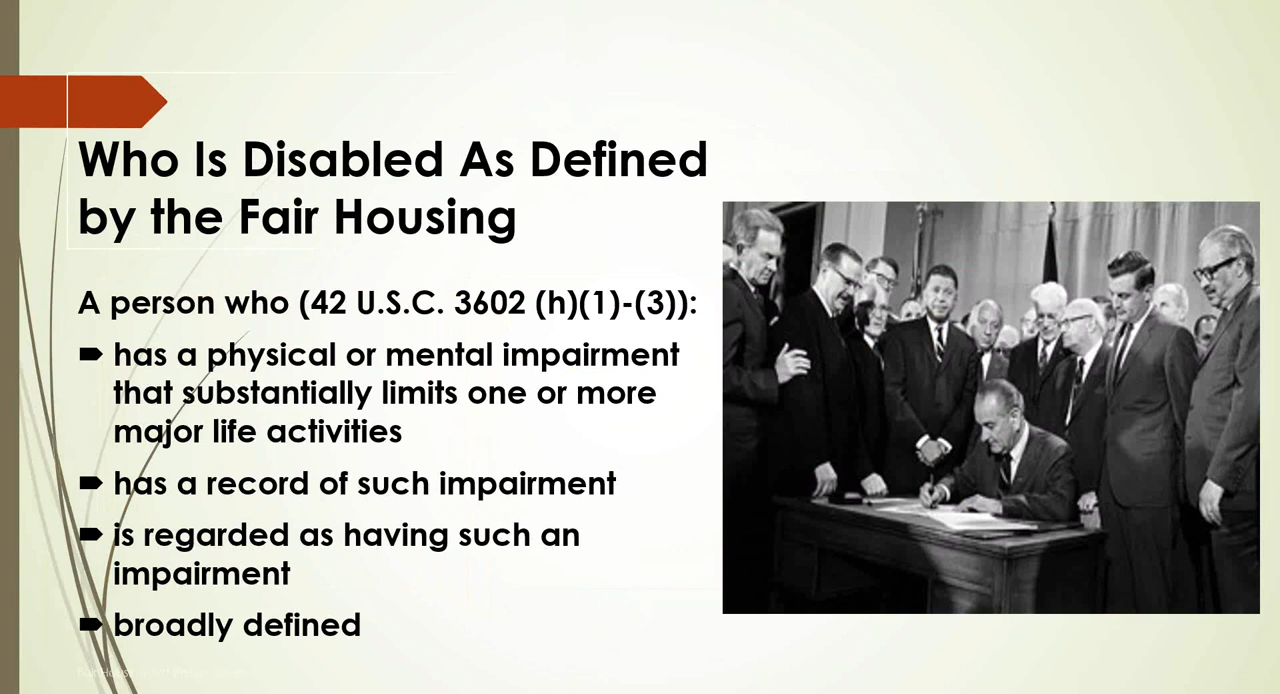 Who Is Disabled As Defined
by the Fair Housing
A person who (42 U.S.C. 3602 (h)(1)-(3)):
has a physical or mental impairment
that substantially limits one or more
major life activities
has a record of such impairment
is regarded as having such an
impairment
broadly defined